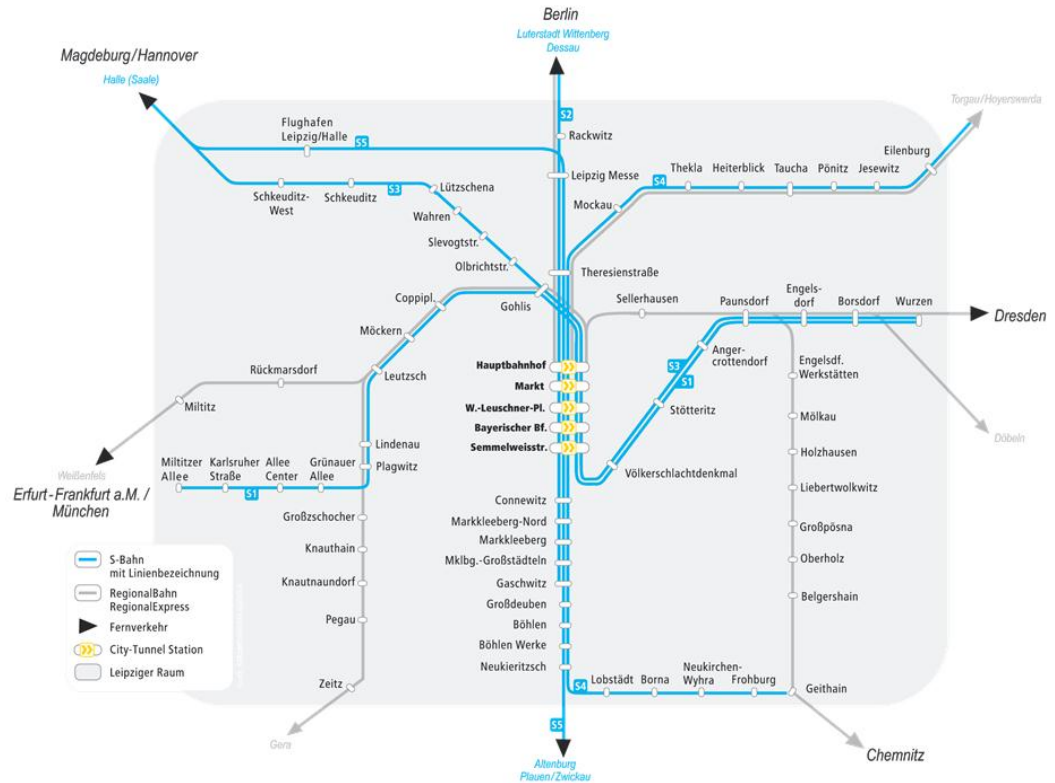 Berlin
Luterstadt Wittenberg
Dessau
Magdeburg/Hannover
Halle (Saale)
Torgau/Hoyerswerda
S2
Rackwitz
Flughafen
Leipzig/Halle
S5
Eilenburg
Leipzig Messe
S4
Thekla
Heiterblick
Taucha
Pönitz
Jesewitz
Schkeuditz-
West
Schkeuditz
S3
Lützschena
Mockau
Wahren
Slevogtstr.
Olbrichtstr.
Theresienstraße
Coppipl.
Gohlis
Sellerhausen
Paunsdorf
Engels-
dorf
Borsdorf
Wurzen
Dresden
Möckern
Anger-
crottendorf
Rückmarsdorf
Leutzsch
Hauptbahnhof
S3
S1
Engelsdf.
Werkstätten
Miltitz
Markt
W.-Leuschner-Pl.
Stötteritz
Mölkau
Bayerischer Bf.
Döbeln
Lindenau
Semmelweisstr.
Holzhausen
Weißenfels
Erfurt-Frankfurt a.M. /
München
Miltitzer
Allee
Karlsruher
Straße
S1
Allee
Center
Grünauer
Allee
Plagwitz
Völkerschlachtdenkmal
Liebertwolkwitz
Connewitz
Großzschocher
Markkleeberg-Nord
Großpösna
Markkleeberg
Knauthain
Mklbg.-Großstädteln
Oberholz
Knautnaundorf
Gaschwitz
Belgershain
Großdeuben
Pegau
Böhlen
Böhlen Werke
Neukieritzsch
Zeitz
Gera
S4
Lobstädt
Borna
Neukirchen-
Wyhra
Frohburg
Geithain
S5
Chemnitz
Altenburg
Plauen/Zwickau
S-Bahn
mit Linienbezeichnung
RegionalBahn
RegionalExpress
Fernverkehr
City-Tunnel Station
Leipziger Raum